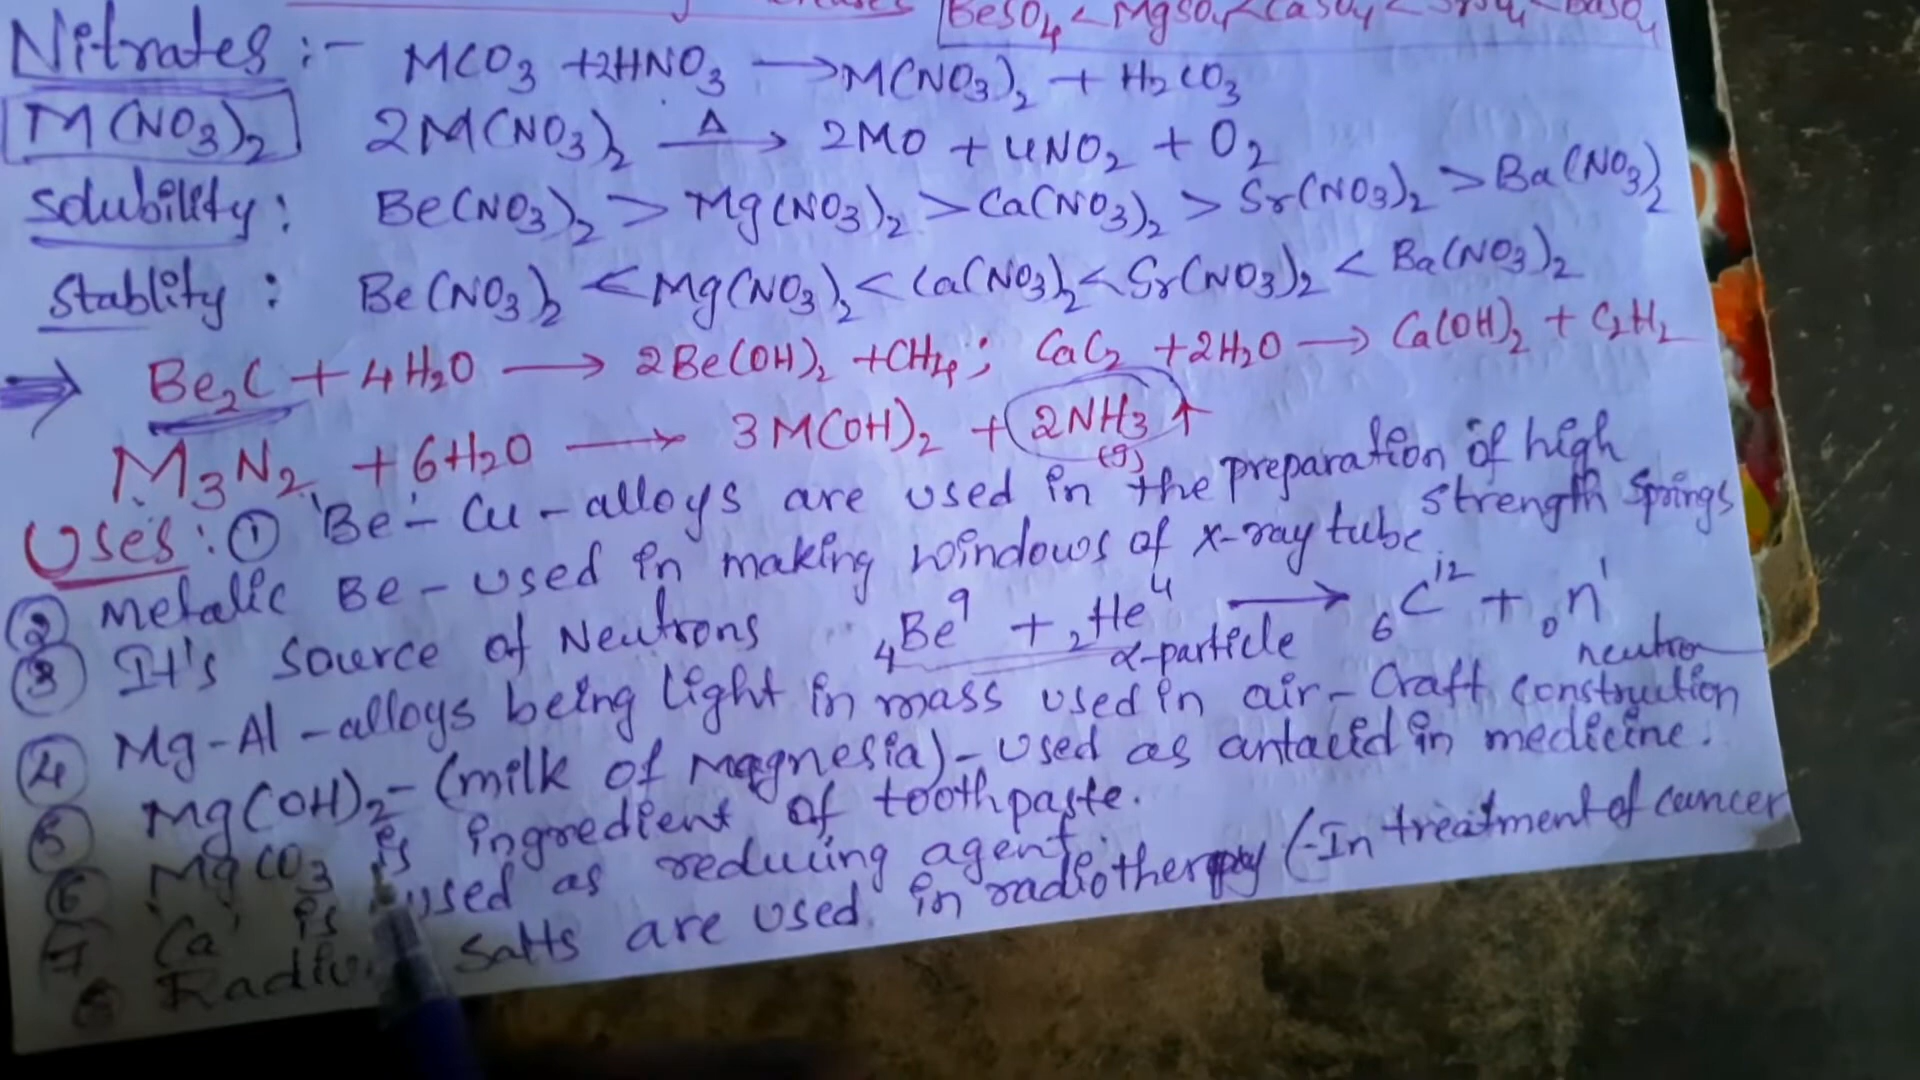 BeSO4 < MgSO4 < CaSO4 < SrSO4 < BaSO4
Nitrates :- MCO3 +2HNO3 → M(NO3)2 + H2CO3
M(NO3)2 2M(NO3)2 Δ→ 2MO + 4NO2 + O2
Solubility : Be(NO3)2 > Mg(NO3)2 > Ca(NO3)2 > Sr(NO3)2 > Ba(NO3)2
Stablity : Be(NO3)2 < Mg(NO3)2 < Ca(NO3)2 < Sr(NO3)2 < Ba(NO3)2
⇒ Be2C + 4H2O → 2Be(OH)2 + CH4 ; CaC2 + 2H2O → Ca(OH)2 + C2H2
M3N2 + 6H2O → 3M(OH)2 + 2NH3 ↑ (g)
Uses : ① 'Be'- Cu - alloys are used in the preparation of high strength springs
② Metalic Be - used in making windows of x-ray tube.
③ It's source of Neutrons 4Be9 + 2He4 → 6C12 + 0n1
α-particle neutron
④ Mg-Al - alloys being light in mass used in air-craft construction
⑤ Mg(OH)2 - (milk of magnesia) - used as antacid in medicine.
⑥ MgCO3 is ingredient of toothpaste.
⑦ 'Ca' is used as reducing agent.
⑧ salts are used in radiotherapy (-In treatment of cancer